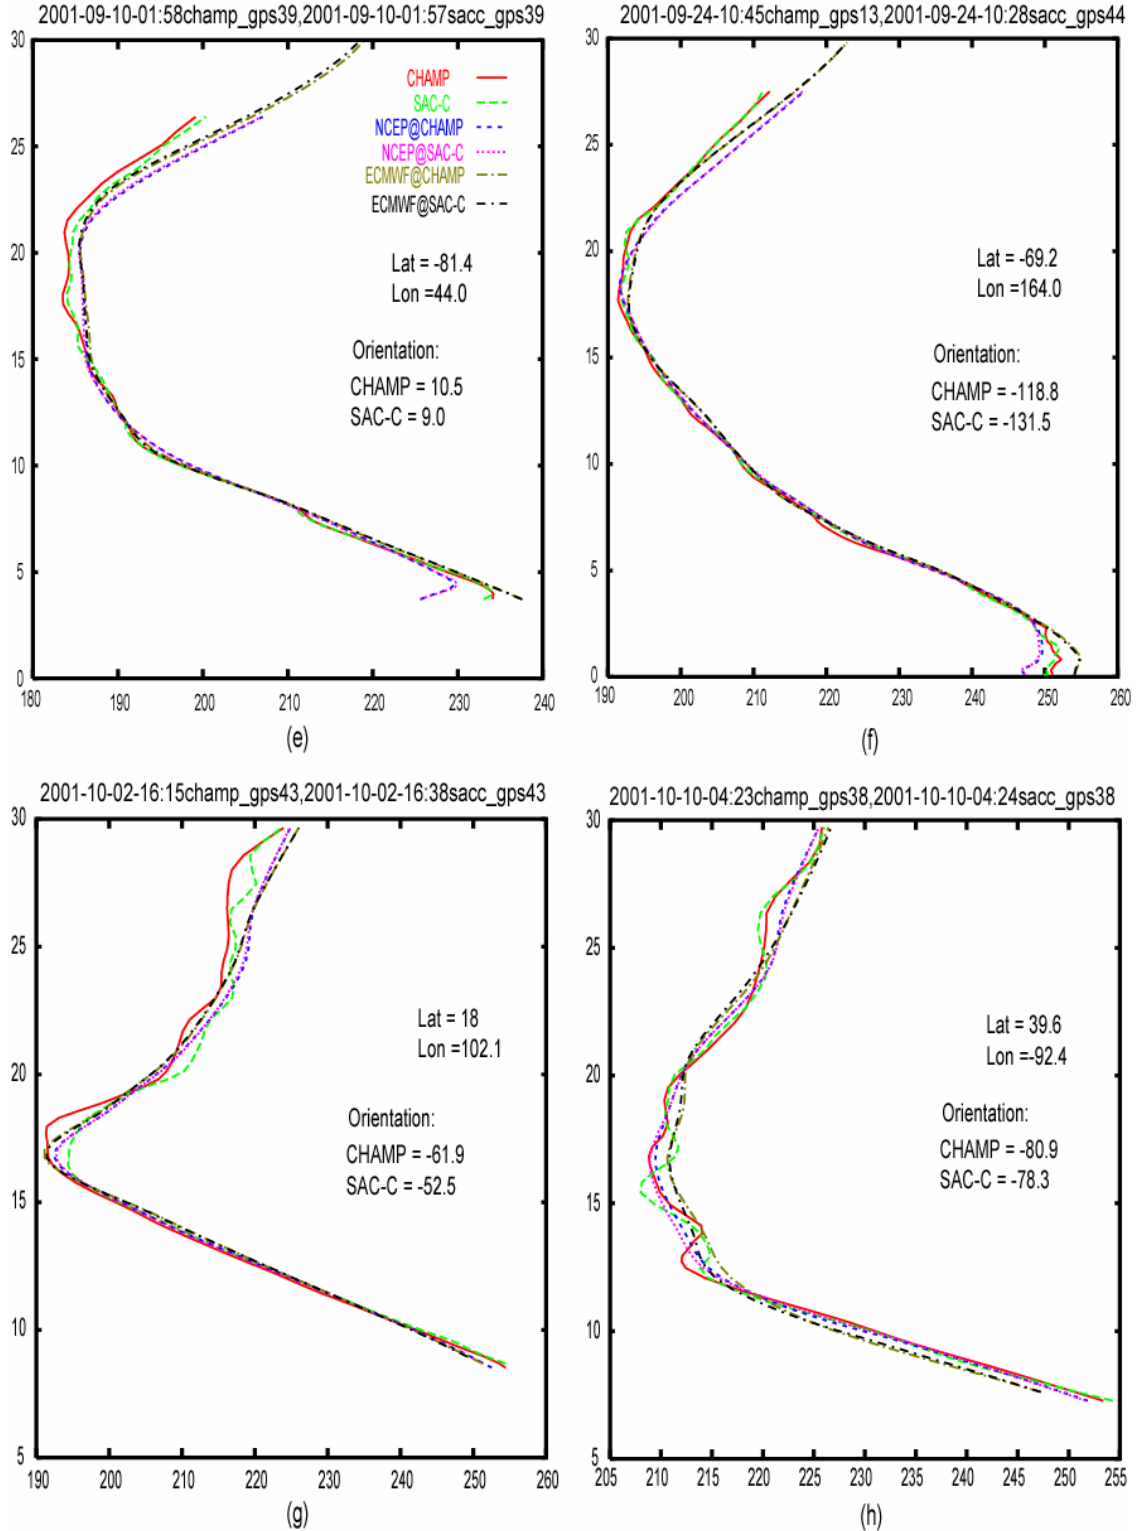 2001-09-10-01:58champ_gps39,2001-09-10-01:57sacc_gps39
30
25
20
15
10
5
0
CHAMP
SAC-C
NCEP@CHAMP
NCEP@SAC-C
ECMWF@CHAMP
ECMWF@SAC-C
Lat = -81.4
Lon =44.0
Orientation:
CHAMP = 10.5
SAC-C = 9.0
180 190 200 210 220 230 240
(e)
2001-09-24-10:45champ_gps13,2001-09-24-10:28sacc_gps44
30
25
20
15
10
5
0
Lat = -69.2
Lon =164.0
Orientation:
CHAMP = -118.8
SAC-C = -131.5
190 200 210 220 230 240 250 260
(f)
2001-10-02-16:15champ_gps43,2001-10-02-16:38sacc_gps43
30
25
20
15
10
5
Lat = 18
Lon =102.1
Orientation:
CHAMP = -61.9
SAC-C = -52.5
190 200 210 220 230 240 250 260
(g)
2001-10-10-04:23champ_gps38,2001-10-10-04:24sacc_gps38
30
25
20
15
10
5
Lat = 39.6
Lon =-92.4
Orientation:
CHAMP = -80.9
SAC-C = -78.3
205 210 215 220 225 230 235 240 245 250 255
(h)